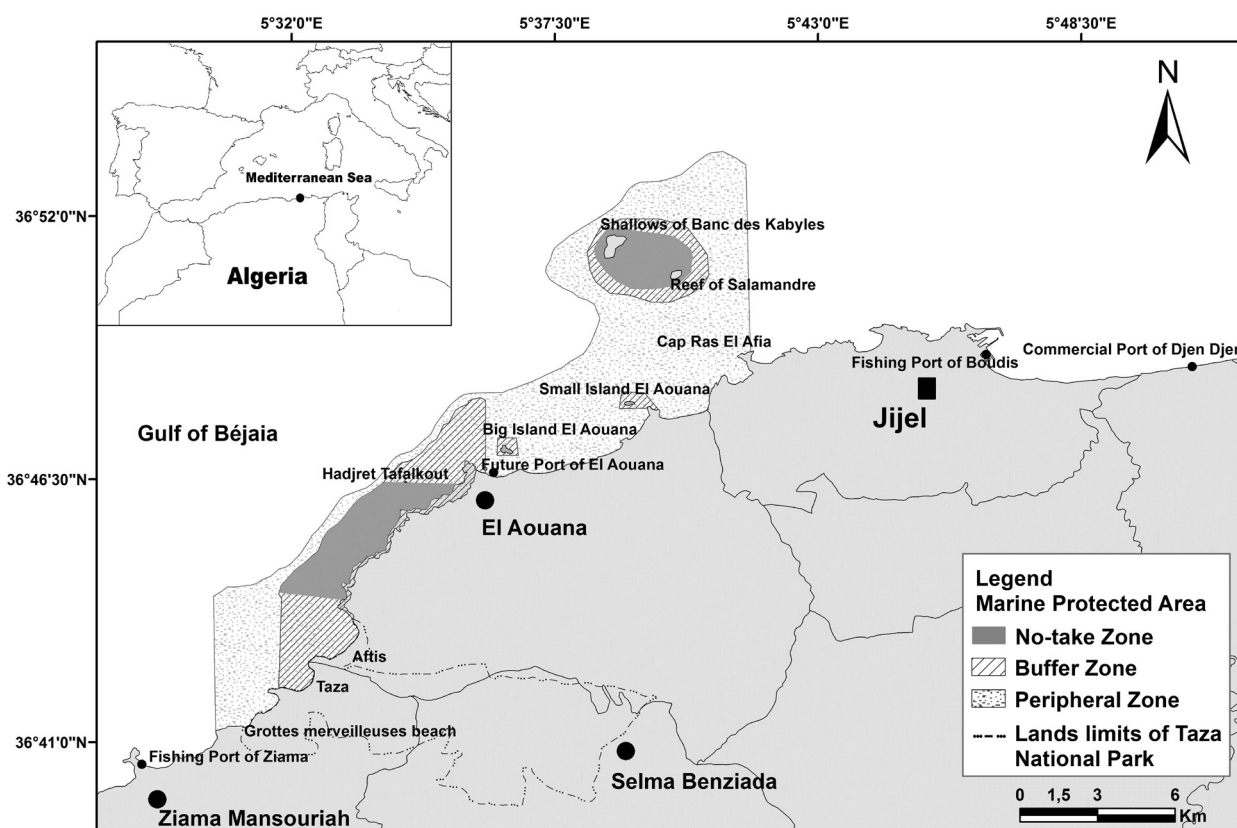 5°32'0"E
5°37'30"E
5°43'0"E
5°48'30"E
N
Mediterranean Sea
Algeria
36°52'0"N
36°46'30"N
36°41'0"N
Shallows of Banc des Kabyles
Reef of Salamandre
Cap Ras El Afia
Commercial Port of Djen Djen
Fishing Port of Boudis
Jijel
Small Island El Aouana
Big Island El Aouana
Gulf of Béjaia
Hadjret Tafalkout
Future Port of El Aouana
El Aouana
Aftis
Taza
Grottes merveilleuses beach
Fishing Port of Ziama
Selma Benziada
Ziama Mansouriah
Legend
Marine Protected Area
No-take Zone
Buffer Zone
Peripheral Zone
Lands limits of Taza
National Park
0 1,5 3 6
Km